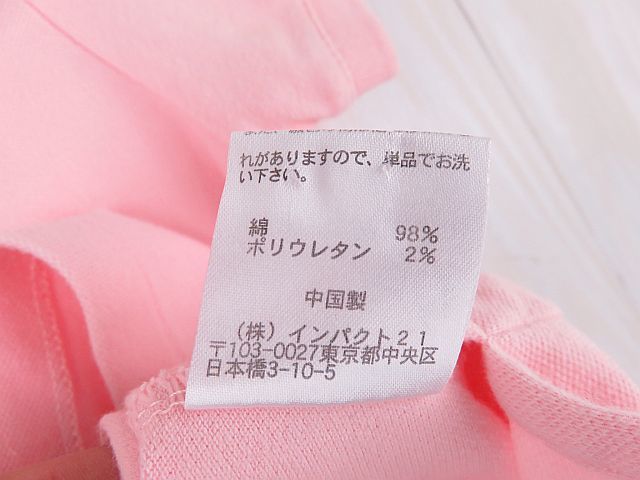 れがありますので、単品でお洗
い下さい。
綿 98%
ポリウレタン 2%
中国製
(株) インパクト21
〒103-0027東京都中央区
日本橋3-10-5